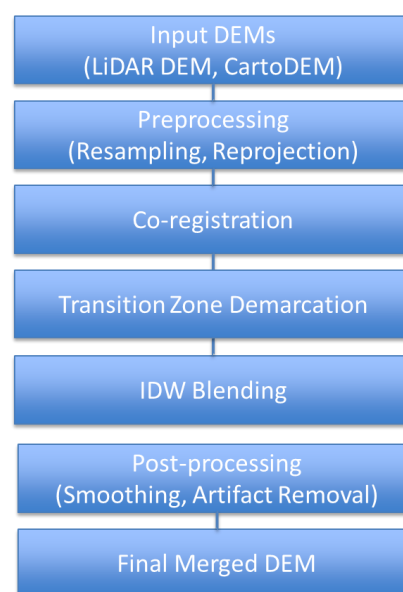 Input DEMs
(LiDAR DEM, CartoDEM)
Preprocessing
(Resampling, Reprojection)
Co-registration
Transition Zone Demarcation
IDW Blending
Post-processing
(Smoothing, Artifact Removal)
Final Merged DEM